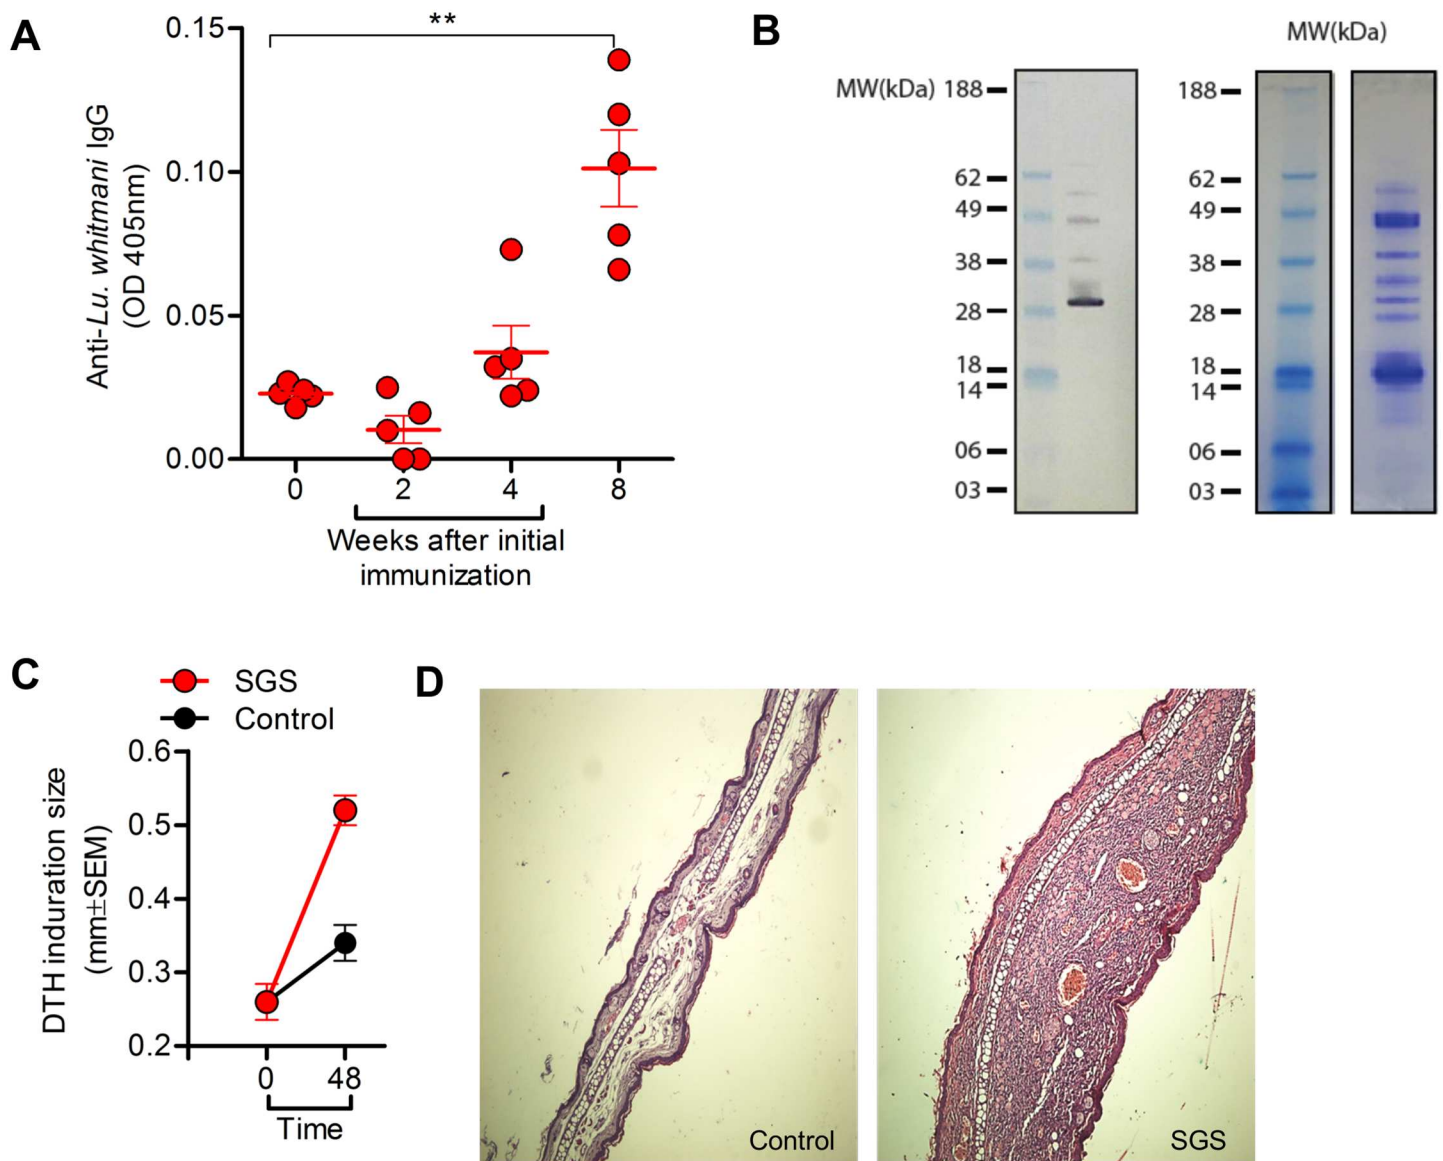 A
**
0.15
0.10
0.05
0.00
Anti-Lu. whitmani IgG
(OD 405nm)
0 2 4 8
Weeks after initial
immunization
B
MW(kDa) 188
62
49
38
28
18
14
06
03
MW(kDa)
188
62
49
38
28
18
14
06
03
C
SGS
Control
0.6
0.5
0.4
0.3
0.2
DTH induration size
(mm±SEM)
0 48
Time
D
Control
SGS